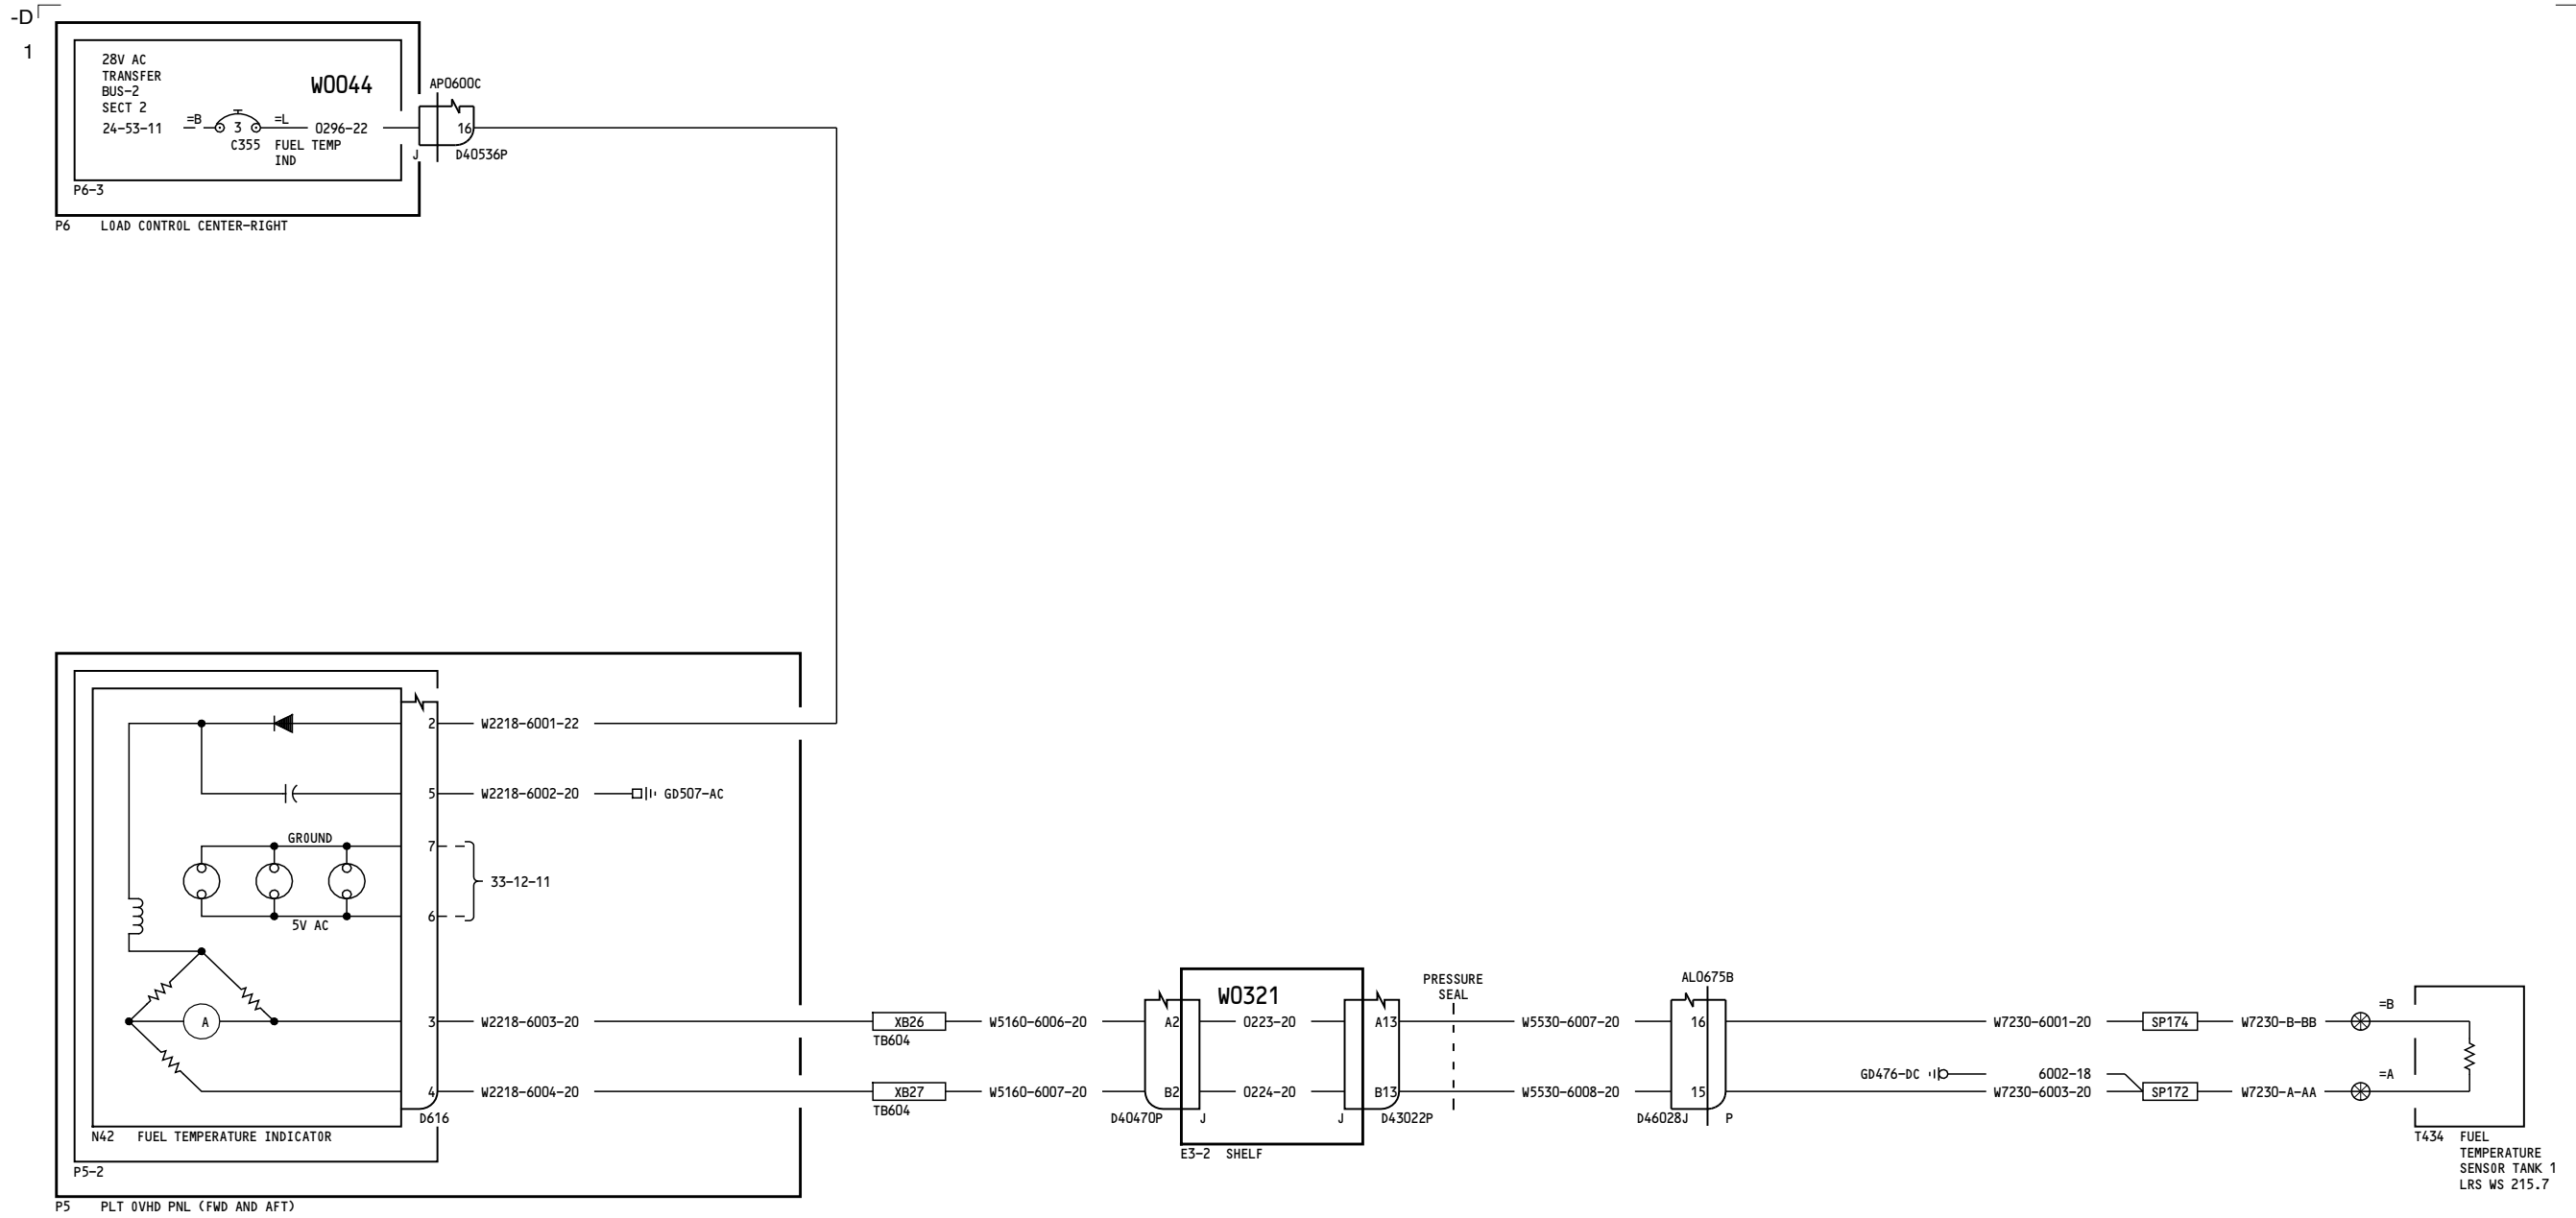 -D
1
28V AC
TRANSFER
BUS-2
SECT 2
24-53-11
W0044
=B
3
=L
0296-22
C355
FUEL TEMP
IND
P6-3
P6 LOAD CONTROL CENTER-RIGHT
AP0600C
16
J
D40536P
2
W2218-6001-22
5
W2218-6002-20
GD507-AC
GROUND
7
33-12-11
6
5V AC
A
3
W2218-6003-20
XB26
TB604
W5160-6006-20
A2
W0321
0223-20
A13
PRESSURE
SEAL
W5530-6007-20
AL0675B
16
W7230-6001-20
SP174
W7230-B-BB
=B
GD476-DC
6002-18
=A
4
W2218-6004-20
XB27
TB604
W5160-6007-20
B2
0224-20
B13
W5530-6008-20
15
W7230-6003-20
SP172
W7230-A-AA
D616
D40470P
J
J
D43022P
D46028J
P
N42 FUEL TEMPERATURE INDICATOR
E3-2 SHELF
T434 FUEL
TEMPERATURE
SENSOR TANK 1
LRS WS 215.7
P5-2
P5 PLT OVHD PNL (FWD AND AFT)